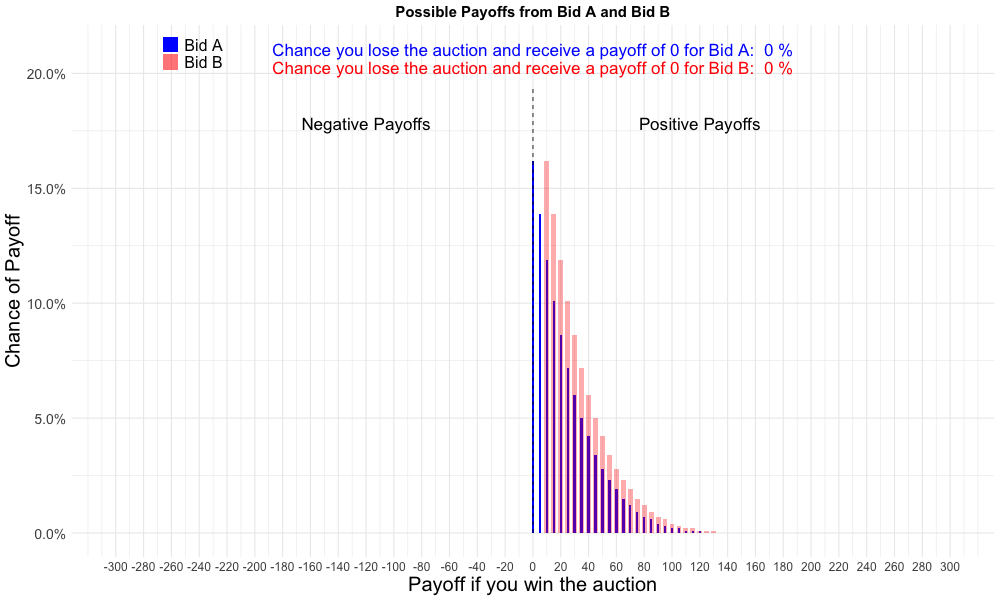 Possible Payoffs from Bid A and Bid B
Bid A
Bid B
Chance you lose the auction and receive a payoff of 0 for Bid A:  0 %
Chance you lose the auction and receive a payoff of 0 for Bid B:  0 %
Negative Payoffs
Positive Payoffs
Chance of Payoff
20.0%
15.0%
10.0%
5.0%
0.0%
-300 -280 -260 -240 -220 -200 -180 -160 -140 -120 -100 -80 -60 -40 -20 0 20 40 60 80 100 120 140 160 180 200 220 240 260 280 300
Payoff if you win the auction